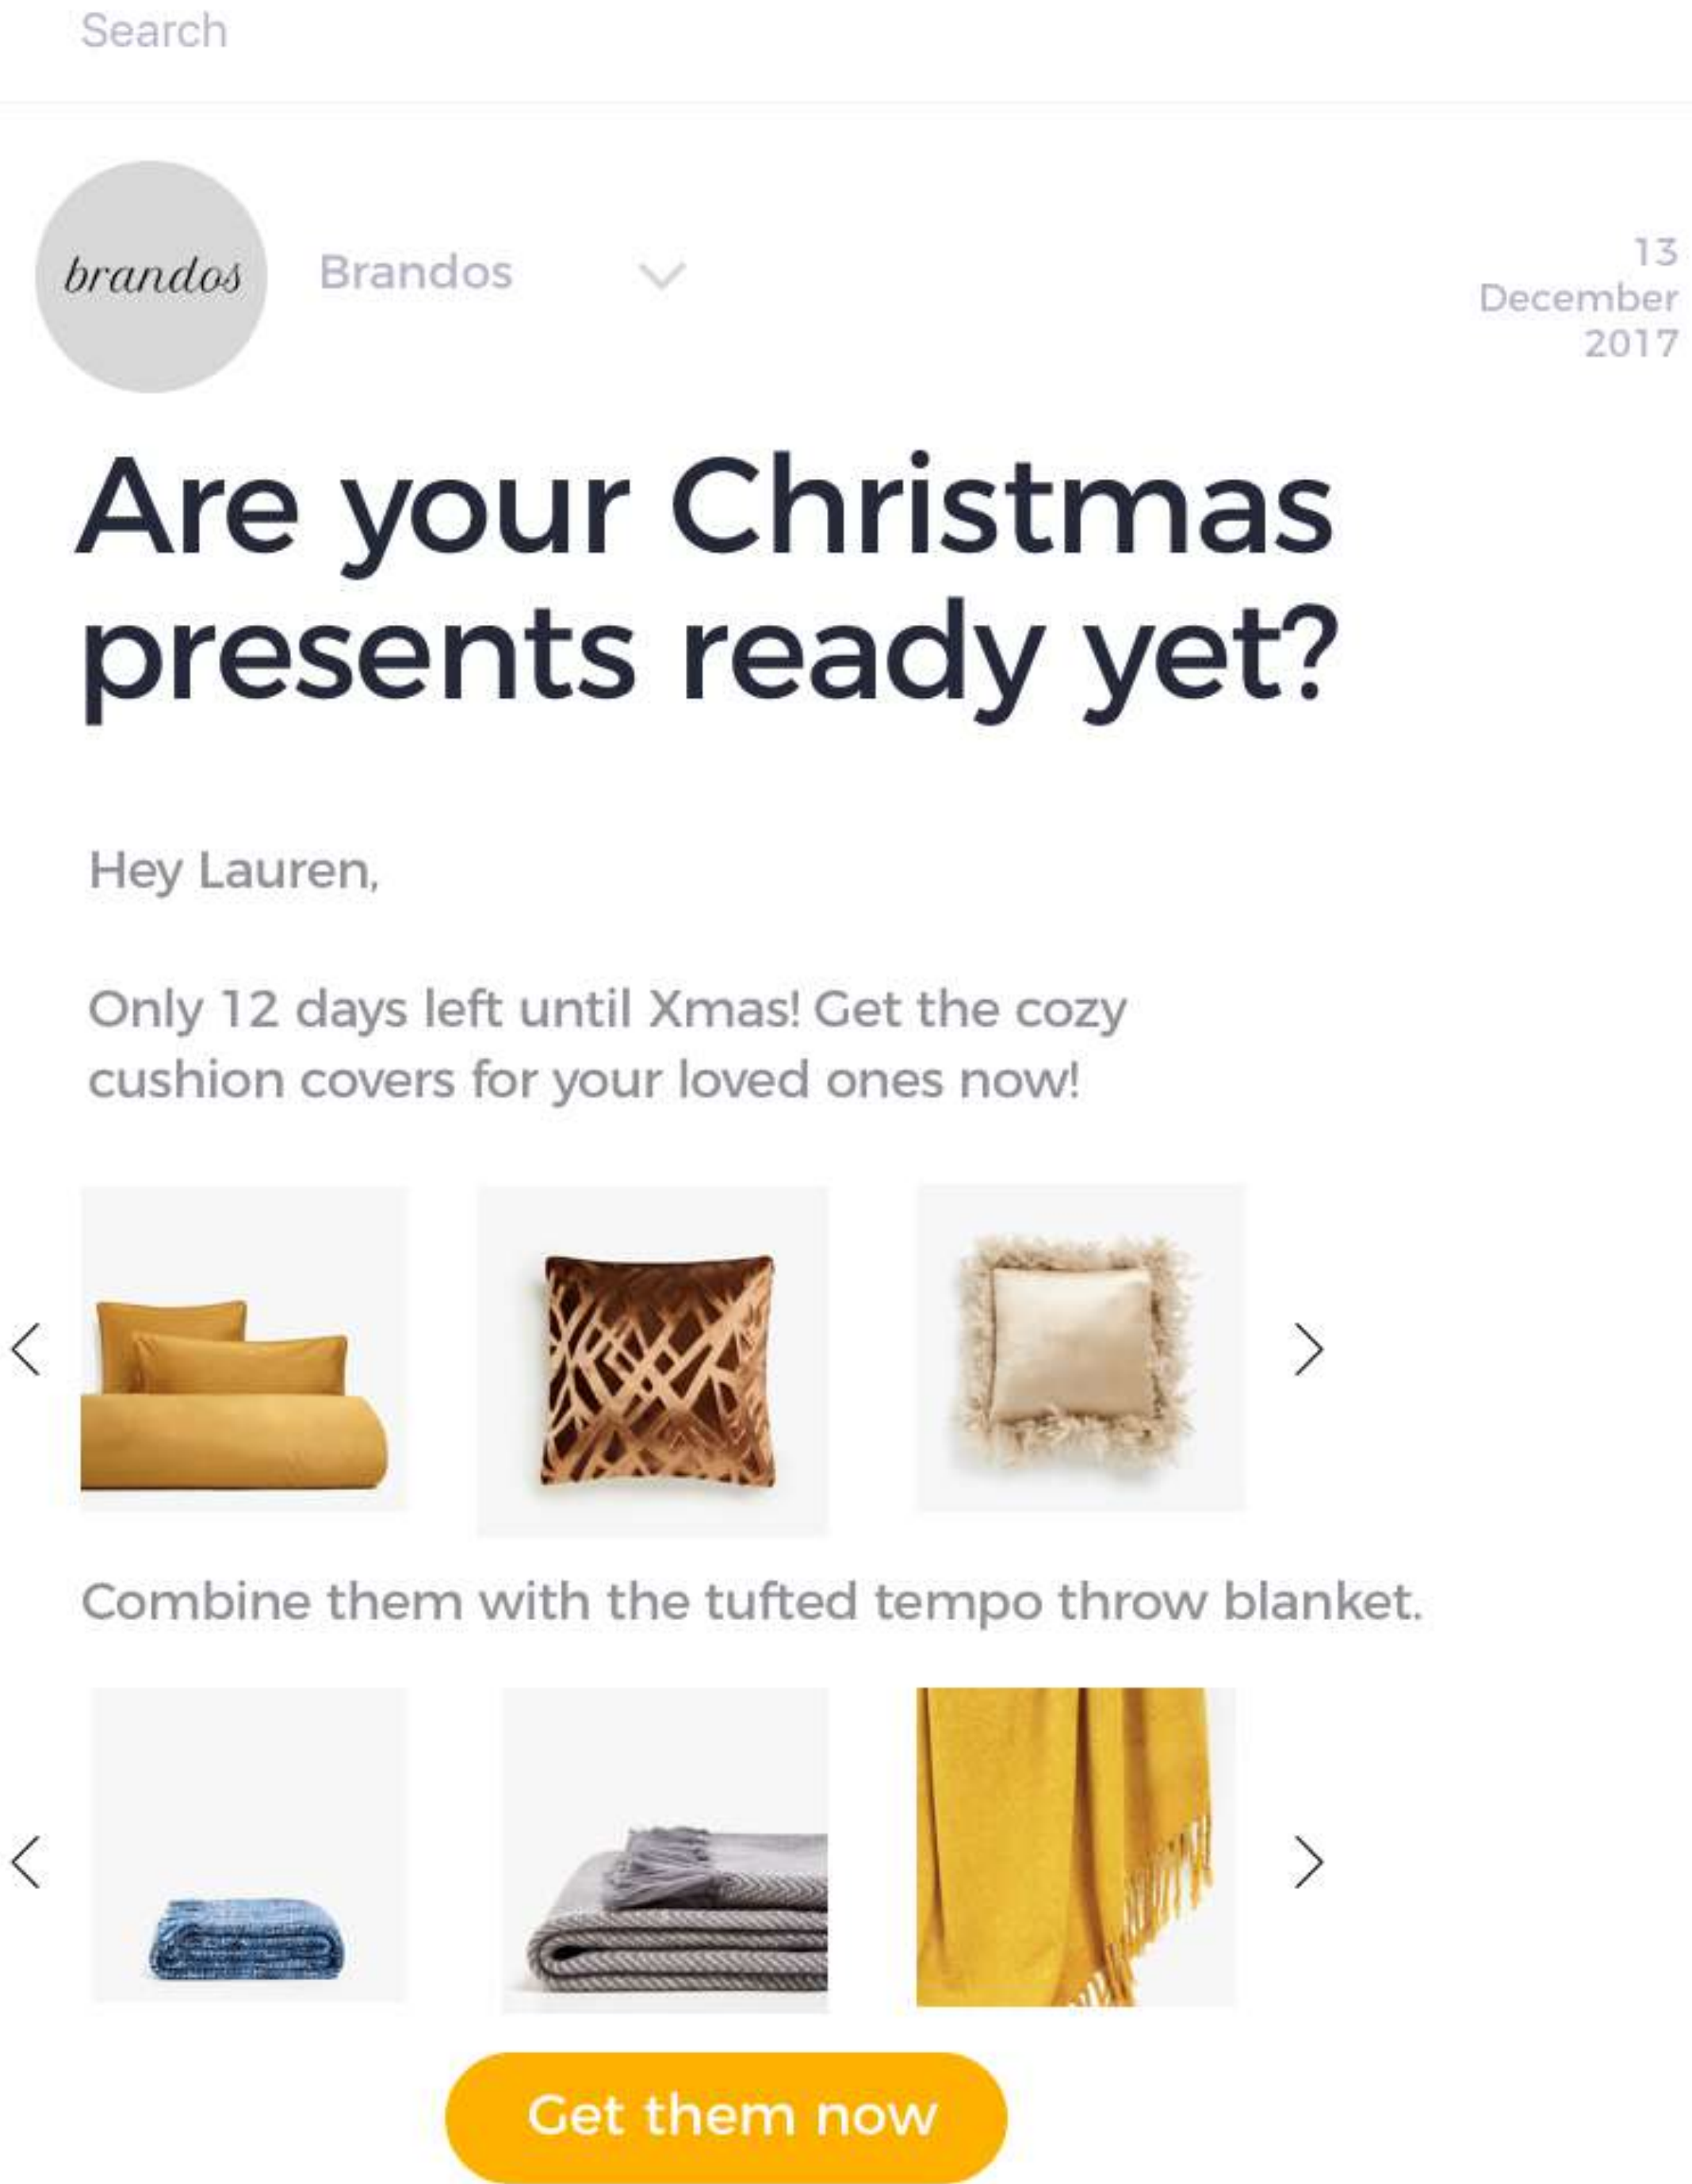 Search
brandos
Brandos
13
December
2017
Are your Christmas
presents ready yet?
Hey Lauren,
Only 12 days left until Xmas! Get the cozy
cushion covers for your loved ones now!
Combine them with the tufted tempo throw blanket.
Get them now